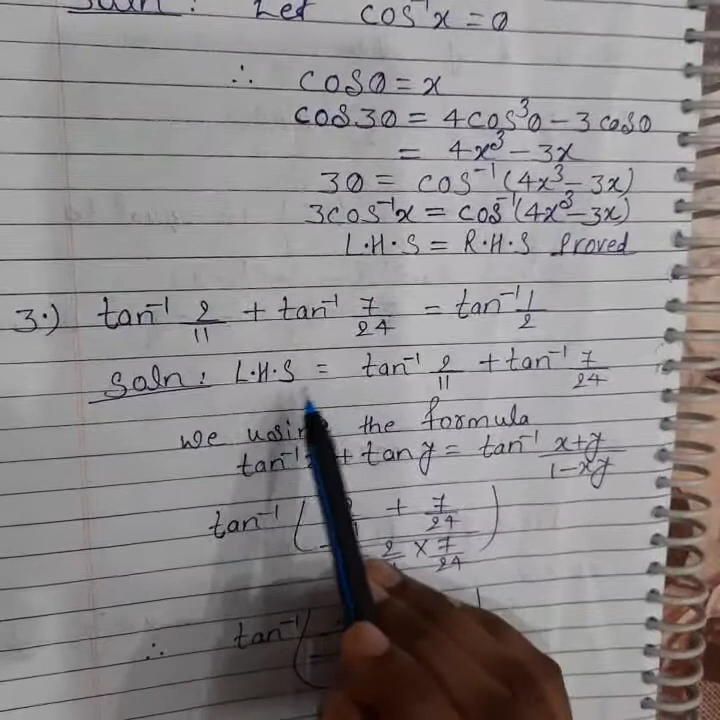 Soln: Let cos⁻¹x = θ
∴ cosθ = x
cos3θ = 4cos³θ - 3cosθ
= 4x³ - 3x
3θ = cos⁻¹(4x³ - 3x)
3cos⁻¹x = cos⁻¹(4x³ - 3x)
L.H.S = R.H.S Proved
3.) tan⁻¹ 2/11 + tan⁻¹ 7/24 = tan⁻¹ 1/2
Soln: L.H.S = tan⁻¹ 2/11 + tan⁻¹ 7/24
we the formula
tan⁻¹ + tan y = tan⁻¹ x+y/1-xy
tan⁻¹( + 7/24 / 2 × 7/24)
∴ tan⁻¹(